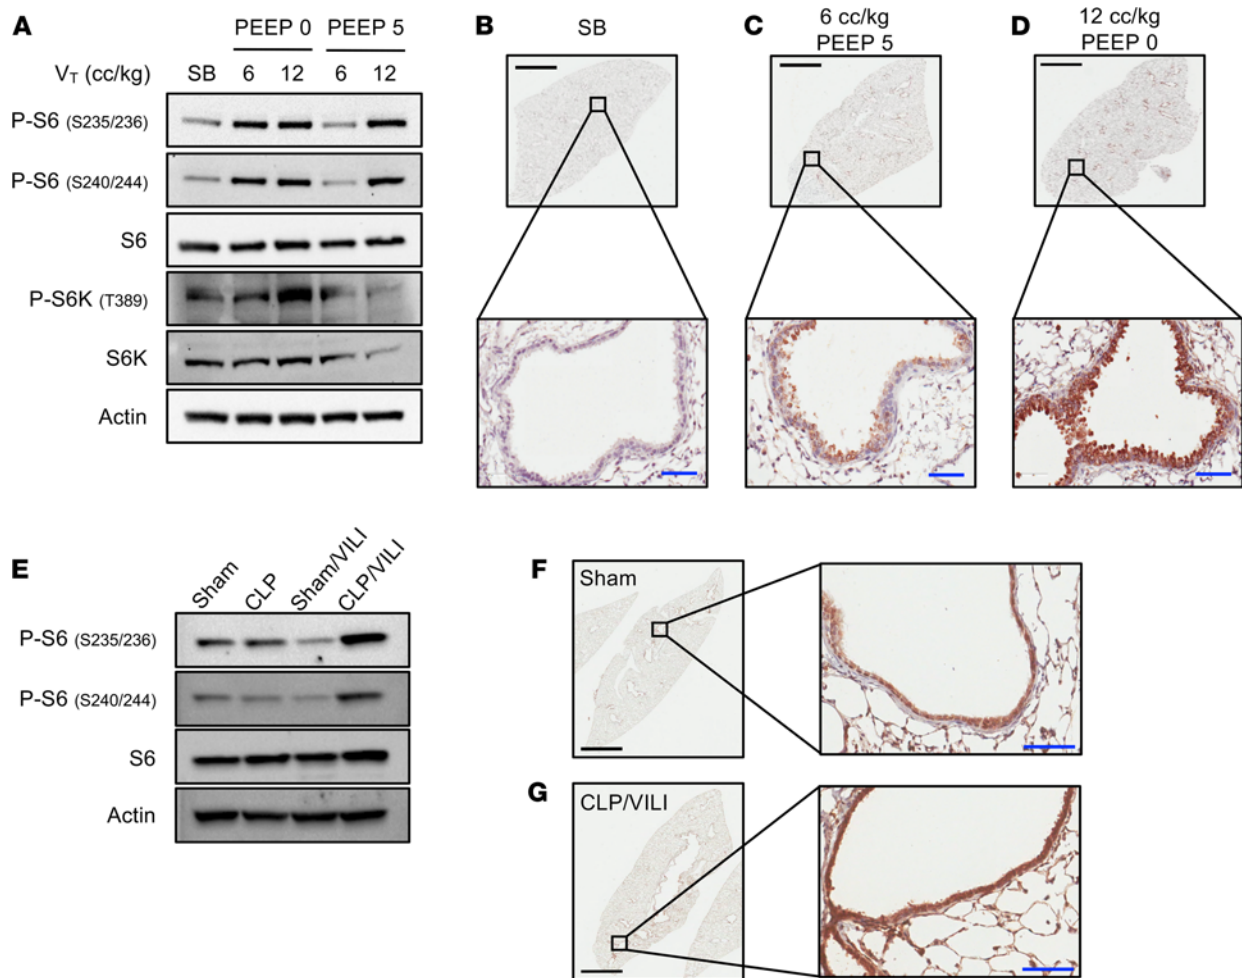 A
PEEP 0 PEEP 5
V_T (cc/kg) SB 6 12 6 12
P-S6 (S235/236)
P-S6 (S240/244)
S6
P-S6K (T389)
S6K
Actin
B
SB
C
6 cc/kg
PEEP 5
D
12 cc/kg
PEEP 0
E
Sham CLP Sham/VILI CLP/VILI
P-S6 (S235/236)
P-S6 (S240/244)
S6
Actin
F
Sham
G
CLP/VILI